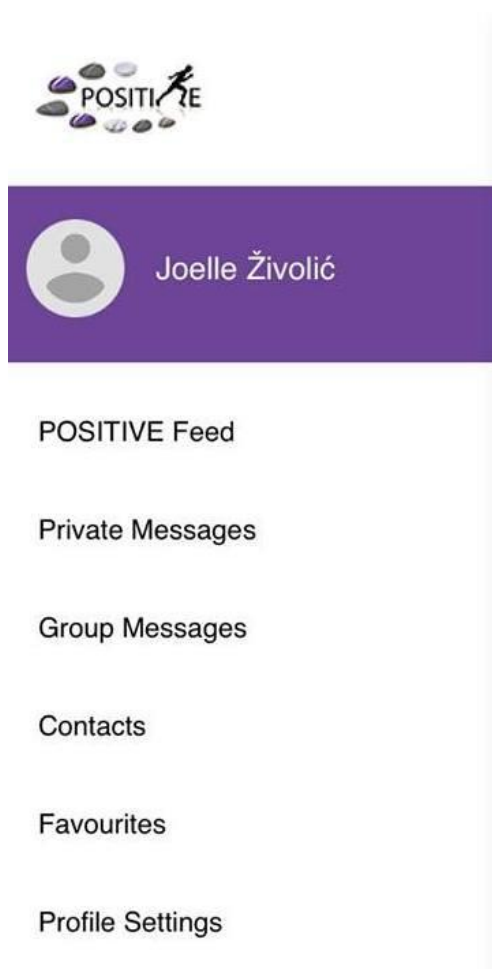 POSITIVE
Joelle Živolić
POSITIVE Feed
Private Messages
Group Messages
Contacts
Favourites
Profile Settings